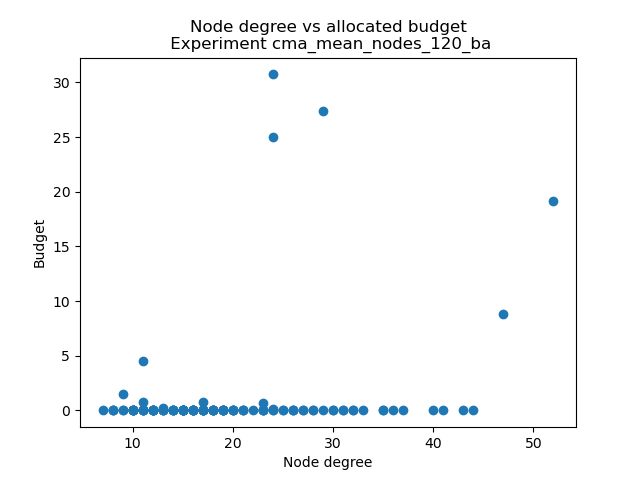 Node degree vs allocated budget
Experiment cma_mean_nodes_120_ba
30
25
20
15
10
5
0
Budget
10 20 30 40 50
Node degree